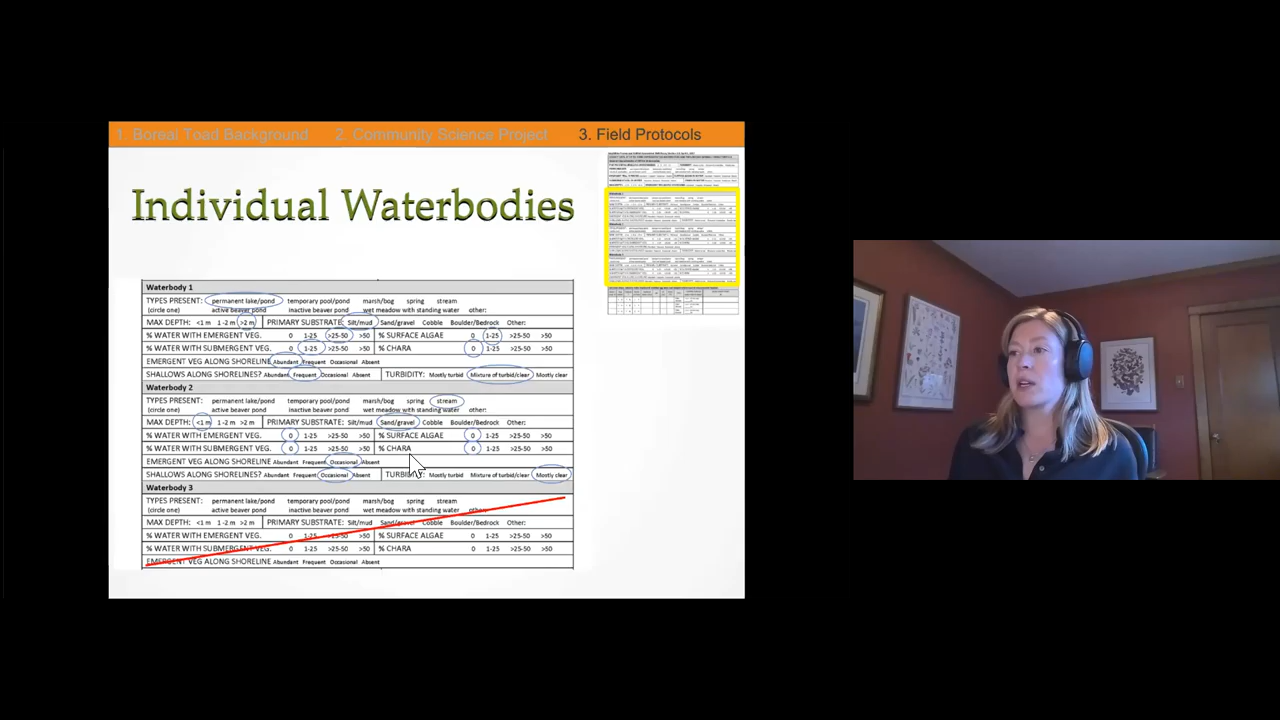 1. Boreal Toad Background 2. Community Science Project 3. Field Protocols
Individual Waterbodies
Waterbody 1
TYPES PRESENT: permanent lake/pond temporary pool/pond marsh/bog spring stream
(circle one) active beaver pond inactive beaver pond wet meadow with standing water other:
MAX DEPTH: <1 m 1 -2 m >2 m PRIMARY SUBSTRATE: Silt/mud Sand/gravel Cobble Boulder/Bedrock Other:
% WATER WITH EMERGENT VEG. 0 1-25 >25-50 >50 % SURFACE ALGAE 0 1-25 >25-50 >50
% WATER WITH SUBMERGENT VEG. 0 1-25 >25-50 >50 % CHARA 0 1-25 >25-50 >50
EMERGENT VEG ALONG SHORELINE Abundant Frequent Occasional Absent
SHALLOWS ALONG SHORELINES? Abundant Frequent Occasional Absent TURBIDITY: Mostly turbid Mixture of turbid/clear Mostly clear
Waterbody 2
TYPES PRESENT: permanent lake/pond temporary pool/pond marsh/bog spring stream
(circle one) active beaver pond inactive beaver pond wet meadow with standing water other:
MAX DEPTH: <1 m 1 -2 m >2 m PRIMARY SUBSTRATE: Silt/mud Sand/gravel Cobble Boulder/Bedrock Other:
% WATER WITH EMERGENT VEG. 0 1-25 >25-50 >50 % SURFACE ALGAE 0 1-25 >25-50 >50
% WATER WITH SUBMERGENT VEG. 0 1-25 >25-50 >50 % CHARA 0 1-25 >25-50 >50
EMERGENT VEG ALONG SHORELINE Abundant Frequent Occasional Absent
SHALLOWS ALONG SHORELINES? Abundant Frequent Occasional Absent TURBIDITY: Mostly turbid Mixture of turbid/clear Mostly clear
Waterbody 3
TYPES PRESENT: permanent lake/pond temporary pool/pond marsh/bog spring stream
(circle one) active beaver pond inactive beaver pond wet meadow with standing water other:
MAX DEPTH: <1 m 1 -2 m >2 m PRIMARY SUBSTRATE: Silt/mud Sand/gravel Cobble Boulder/Bedrock Other:
% WATER WITH EMERGENT VEG. 0 1-25 >25-50 >50 % SURFACE ALGAE 0 1-25 >25-50 >50
% WATER WITH SUBMERGENT VEG. 0 1-25 >25-50 >50 % CHARA 0 1-25 >25-50 >50
EMERGENT VEG ALONG SHORELINE Abundant Frequent Occasional Absent